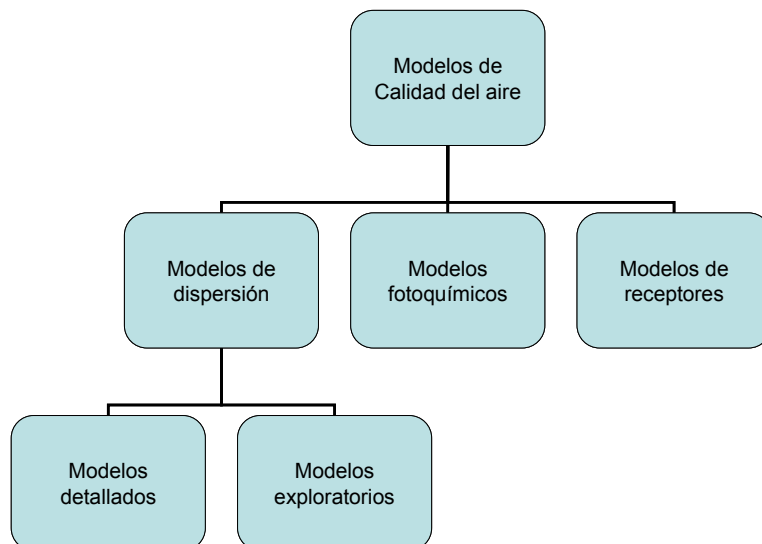 Modelos de
Calidad del aire
Modelos de
dispersión
Modelos
fotoquímicos
Modelos de
receptores
Modelos
detallados
Modelos
exploratorios